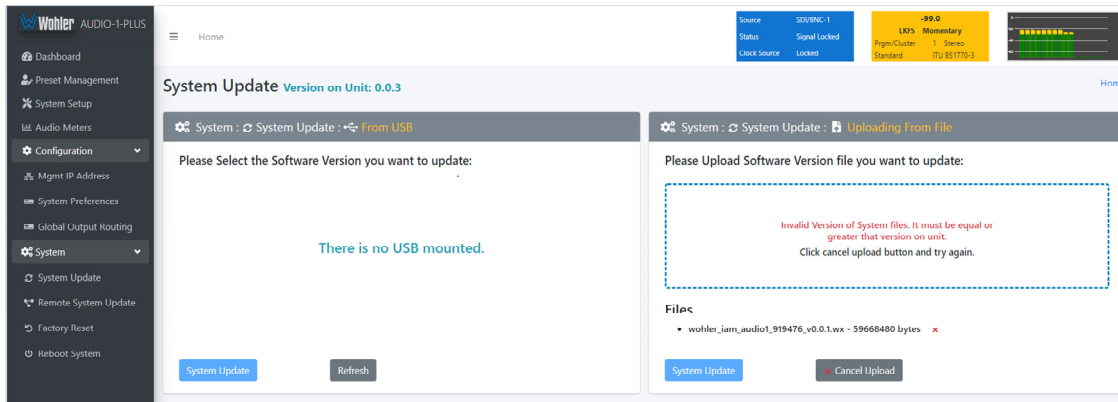 Wohler AUDIO-1-PLUS
Dashboard
Preset Management
System Setup
Audio Meters
Configuration
Mgmt IP Address
System Preferences
Global Output Routing
System
System Update
Remote System Update
Factory Reset
Reboot System
Home
Source SDI/BNC-1
Status Signal Locked
Clock Source Locked
-99.0
LKFS Momentary
Prgm/Cluster 1 Stereo
Standard ITU BS1770-3
System Update Version on Unit: 0.0.3
Hom
System : System Update : From USB
Please Select the Software Version you want to update:
There is no USB mounted.
System Update Refresh
System : System Update : Uploading From File
Please Upload Software Version file you want to update:
Invalid Version of System files. It must be equal or
greater that version on unit.
Click cancel upload button and try again.
Files
• wohler_iam_audio1_919476_v0.0.1.wx - 59668480 bytes ×
System Update × Cancel Upload